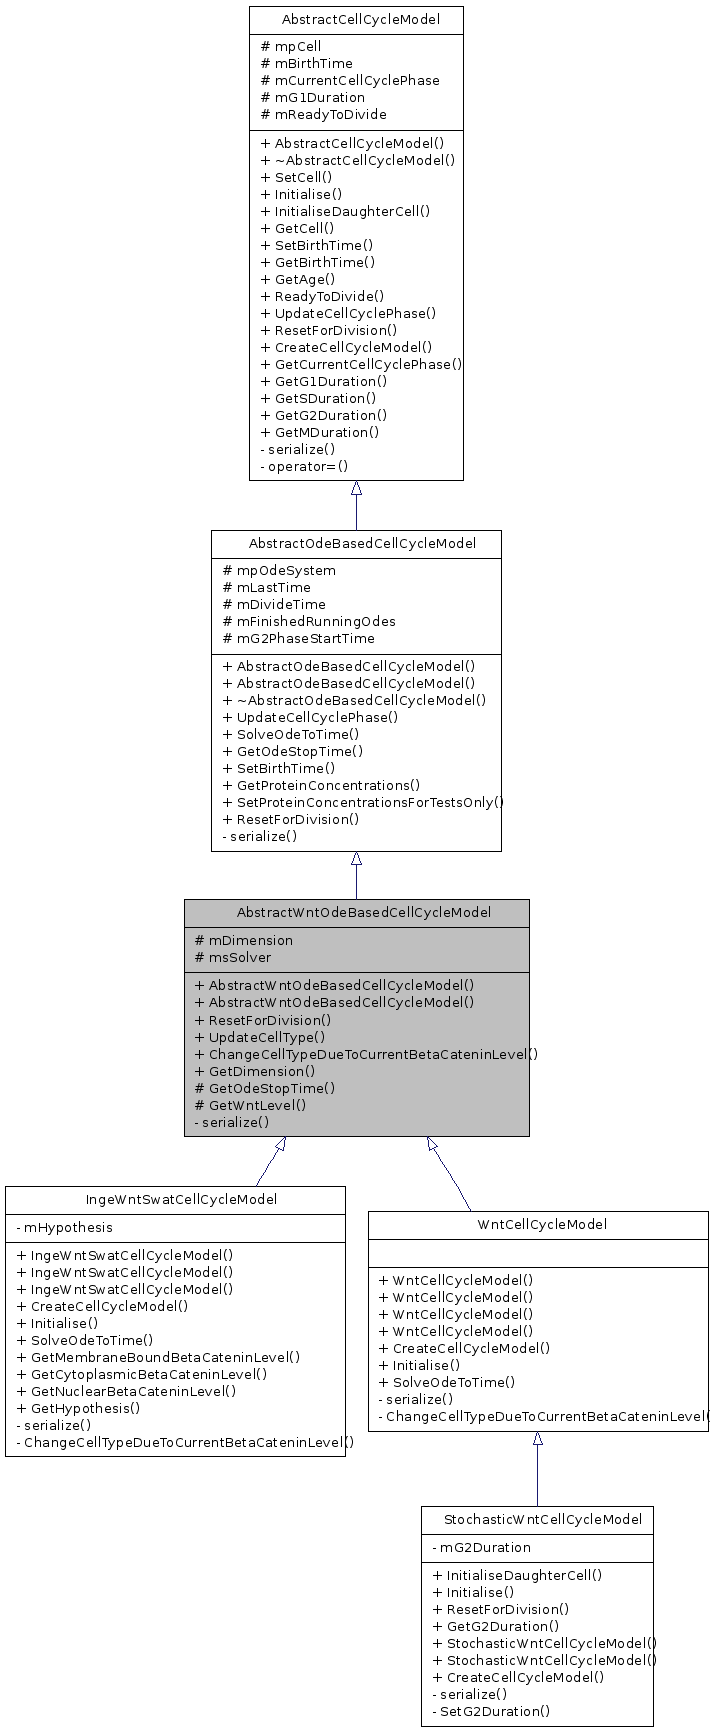 AbstractCellCycleModel
# mpCell
# mBirthTime
# mCurrentCellCyclePhase
# mG1Duration
# mReadyToDivide
+ AbstractCellCycleModel()
+ ~AbstractCellCycleModel()
+ SetCell()
+ Initialise()
+ InitialiseDaughterCell()
+ GetCell()
+ SetBirthTime()
+ GetBirthTime()
+ GetAge()
+ ReadyToDivide()
+ UpdateCellCyclePhase()
+ ResetForDivision()
+ CreateCellCycleModel()
+ GetCurrentCellCyclePhase()
+ GetG1Duration()
+ GetSDuration()
+ GetG2Duration()
+ GetMDuration()
- serialize()
- operator=()
AbstractOdeBasedCellCycleModel
# mpOdeSystem
# mLastTime
# mDivideTime
# mFinishedRunningOdes
# mG2PhaseStartTime
+ AbstractOdeBasedCellCycleModel()
+ AbstractOdeBasedCellCycleModel()
+ ~AbstractOdeBasedCellCycleModel()
+ UpdateCellCyclePhase()
+ SolveOdeToTime()
+ GetOdeStopTime()
+ SetBirthTime()
+ GetProteinConcentrations()
+ SetProteinConcentrationsForTestsOnly()
+ ResetForDivision()
- serialize()
AbstractWntOdeBasedCellCycleModel
# mDimension
# msSolver
+ AbstractWntOdeBasedCellCycleModel()
+ AbstractWntOdeBasedCellCycleModel()
+ ResetForDivision()
+ UpdateCellType()
+ ChangeCellTypeDueToCurrentBetaCateninLevel()
+ GetDimension()
# GetOdeStopTime()
# GetWntLevel()
- serialize()
IngeWntSwatCellCycleModel
- mHypothesis
+ IngeWntSwatCellCycleModel()
+ IngeWntSwatCellCycleModel()
+ IngeWntSwatCellCycleModel()
+ CreateCellCycleModel()
+ Initialise()
+ SolveOdeToTime()
+ GetMembraneBoundBetaCateninLevel()
+ GetCytoplasmicBetaCateninLevel()
+ GetNuclearBetaCateninLevel()
+ GetHypothesis()
- serialize()
- ChangeCellTypeDueToCurrentBetaCateninLevel()
WntCellCycleModel
+ WntCellCycleModel()
+ WntCellCycleModel()
+ WntCellCycleModel()
+ WntCellCycleModel()
+ CreateCellCycleModel()
+ Initialise()
+ SolveOdeToTime()
- serialize()
- ChangeCellTypeDueToCurrentBetaCateninLevel(
StochasticWntCellCycleModel
- mG2Duration
+ InitialiseDaughterCell()
+ Initialise()
+ ResetForDivision()
+ GetG2Duration()
+ StochasticWntCellCycleModel()
+ StochasticWntCellCycleModel()
+ CreateCellCycleModel()
- serialize()
- SetG2Duration()